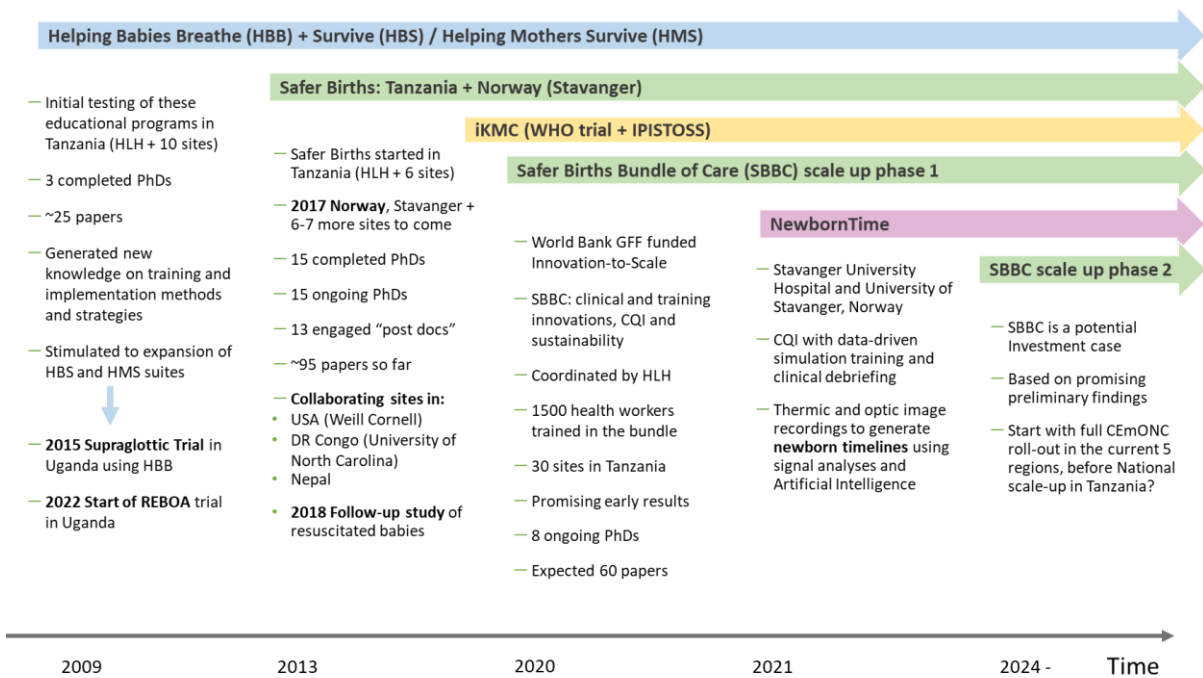 Helping Babies Breathe (HBB) + Survive (HBS) / Helping Mothers Survive (HMS)
Safer Births: Tanzania + Norway (Stavanger)
iKMC (WHO trial + IPISTOSS)
Safer Births Bundle of Care (SBBC) scale up phase 1
NewbornTime
SBBC scale up phase 2
— Initial testing of these
educational programs in
Tanzania (HLH + 10 sites)
— 3 completed PhDs
— ~25 papers
— Generated new
knowledge on training and
implementation methods
and strategies
— Stimulated to expansion of
HBS and HMS suites
— 2015 Supraglottic Trial in
Uganda using HBB
— 2022 Start of REBOA trial
in Uganda
— Safer Births started in
Tanzania (HLH + 6 sites)
— 2017 Norway, Stavanger +
6-7 more sites to come
— 15 completed PhDs
— 15 ongoing PhDs
— 13 engaged “post docs”
— ~95 papers so far
— Collaborating sites in:
• USA (Weill Cornell)
• DR Congo (University of
North Carolina)
• Nepal
• 2018 Follow-up study of
resuscitated babies
— World Bank GFF funded
Innovation-to-Scale
— SBBC: clinical and training
innovations, CQI and
sustainability
— Coordinated by HLH
— 1500 health workers
trained in the bundle
— 30 sites in Tanzania
— Promising early results
— 8 ongoing PhDs
— Expected 60 papers
— Stavanger University
Hospital and University of
Stavanger, Norway
— CQI with data-driven
simulation training and
clinical debriefing
— Thermic and optic image
recordings to generate
newborn timelines using
signal analyses and
Artificial Intelligence
— SBBC is a potential
Investment case
— Based on promising
preliminary findings
— Start with full CEmONC
roll-out in the current 5
regions, before National
scale-up in Tanzania?
2009
2013
2020
2021
2024 -
Time